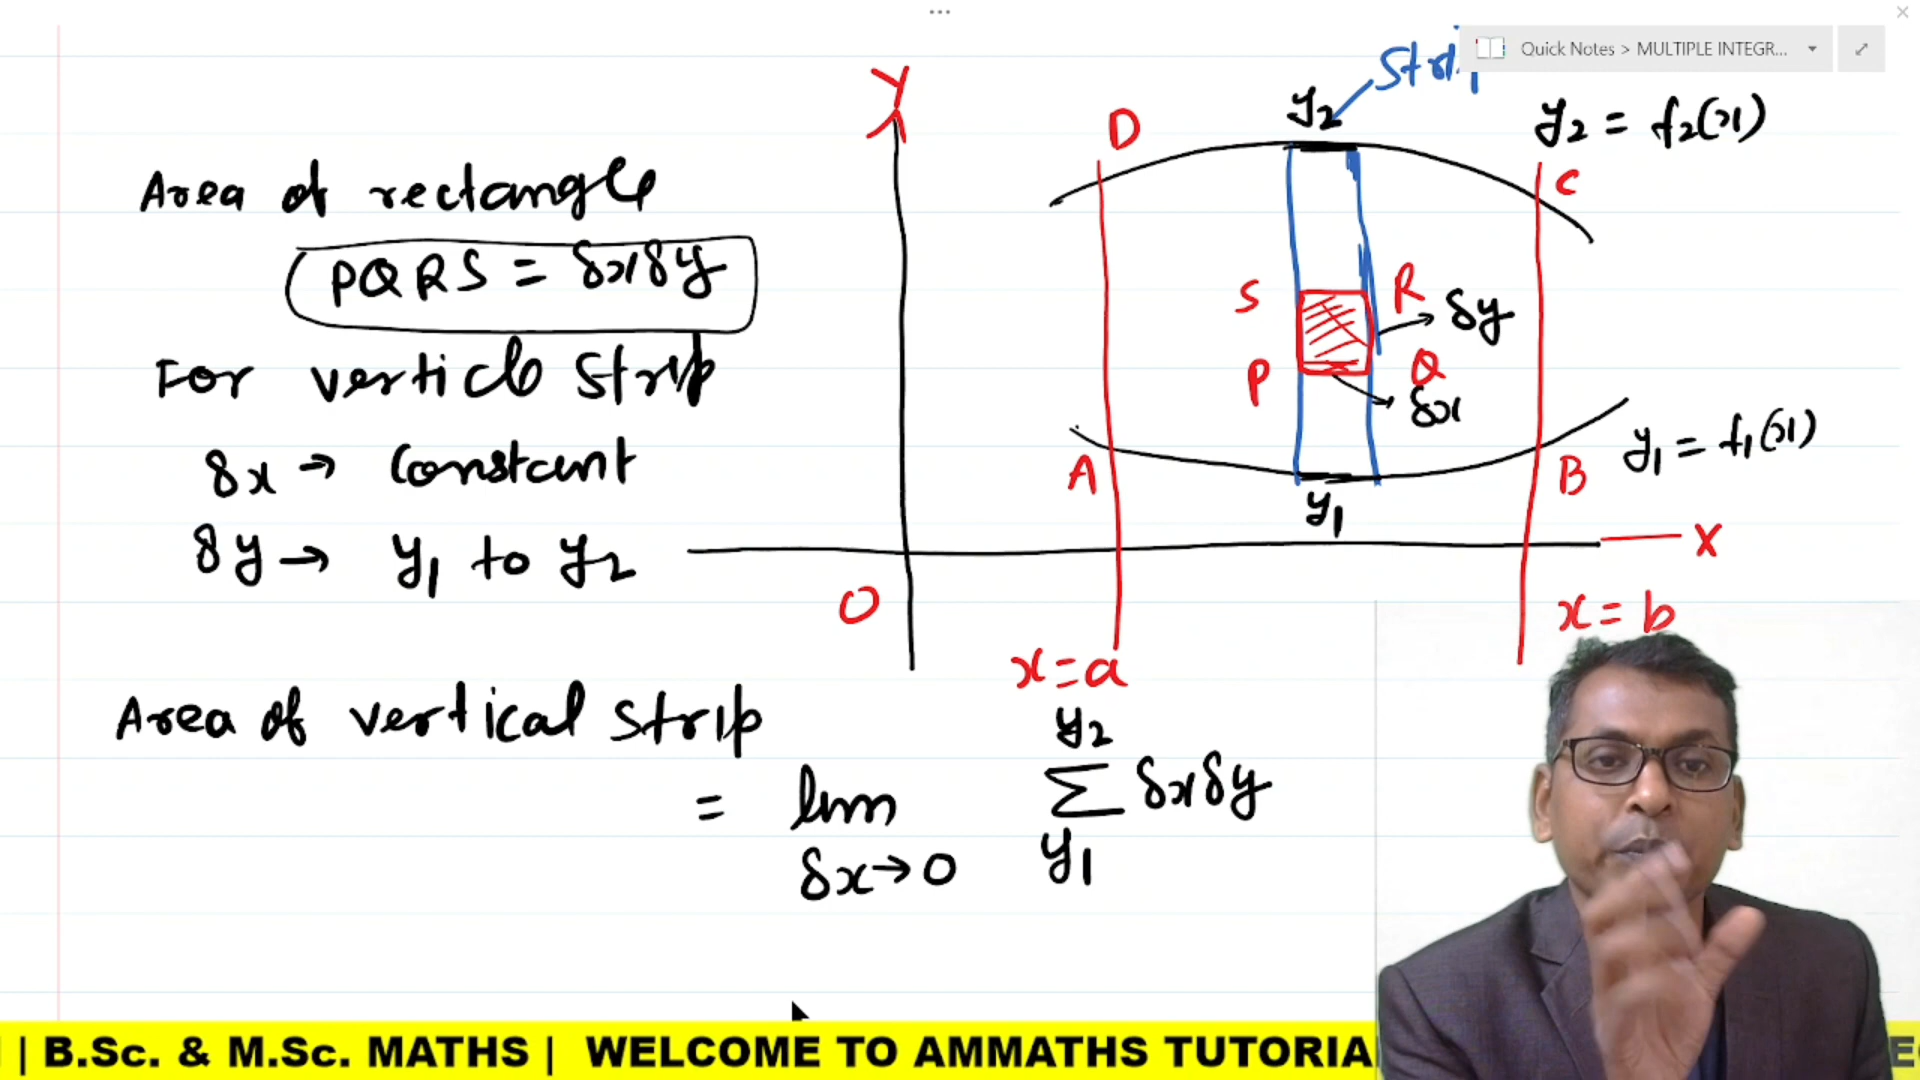 ...
Quick Notes > MULTIPLE INTEGR...
Y
D
y2
y2 = f2(x)
C
Area of rectangle
PQRS = δxδy
S
R
δy
P
Q
δx
For verticle strip
δx → Constant
δy → y1 to y2
A
B
y1 = f1(x)
y1
X
O
x = a
x = b
Area of vertical strip
= lim δx→0 y2 Σ y1 δxδy
| B.Sc. & M.Sc. MATHS | WELCOME TO AMMATHS TUTORIA